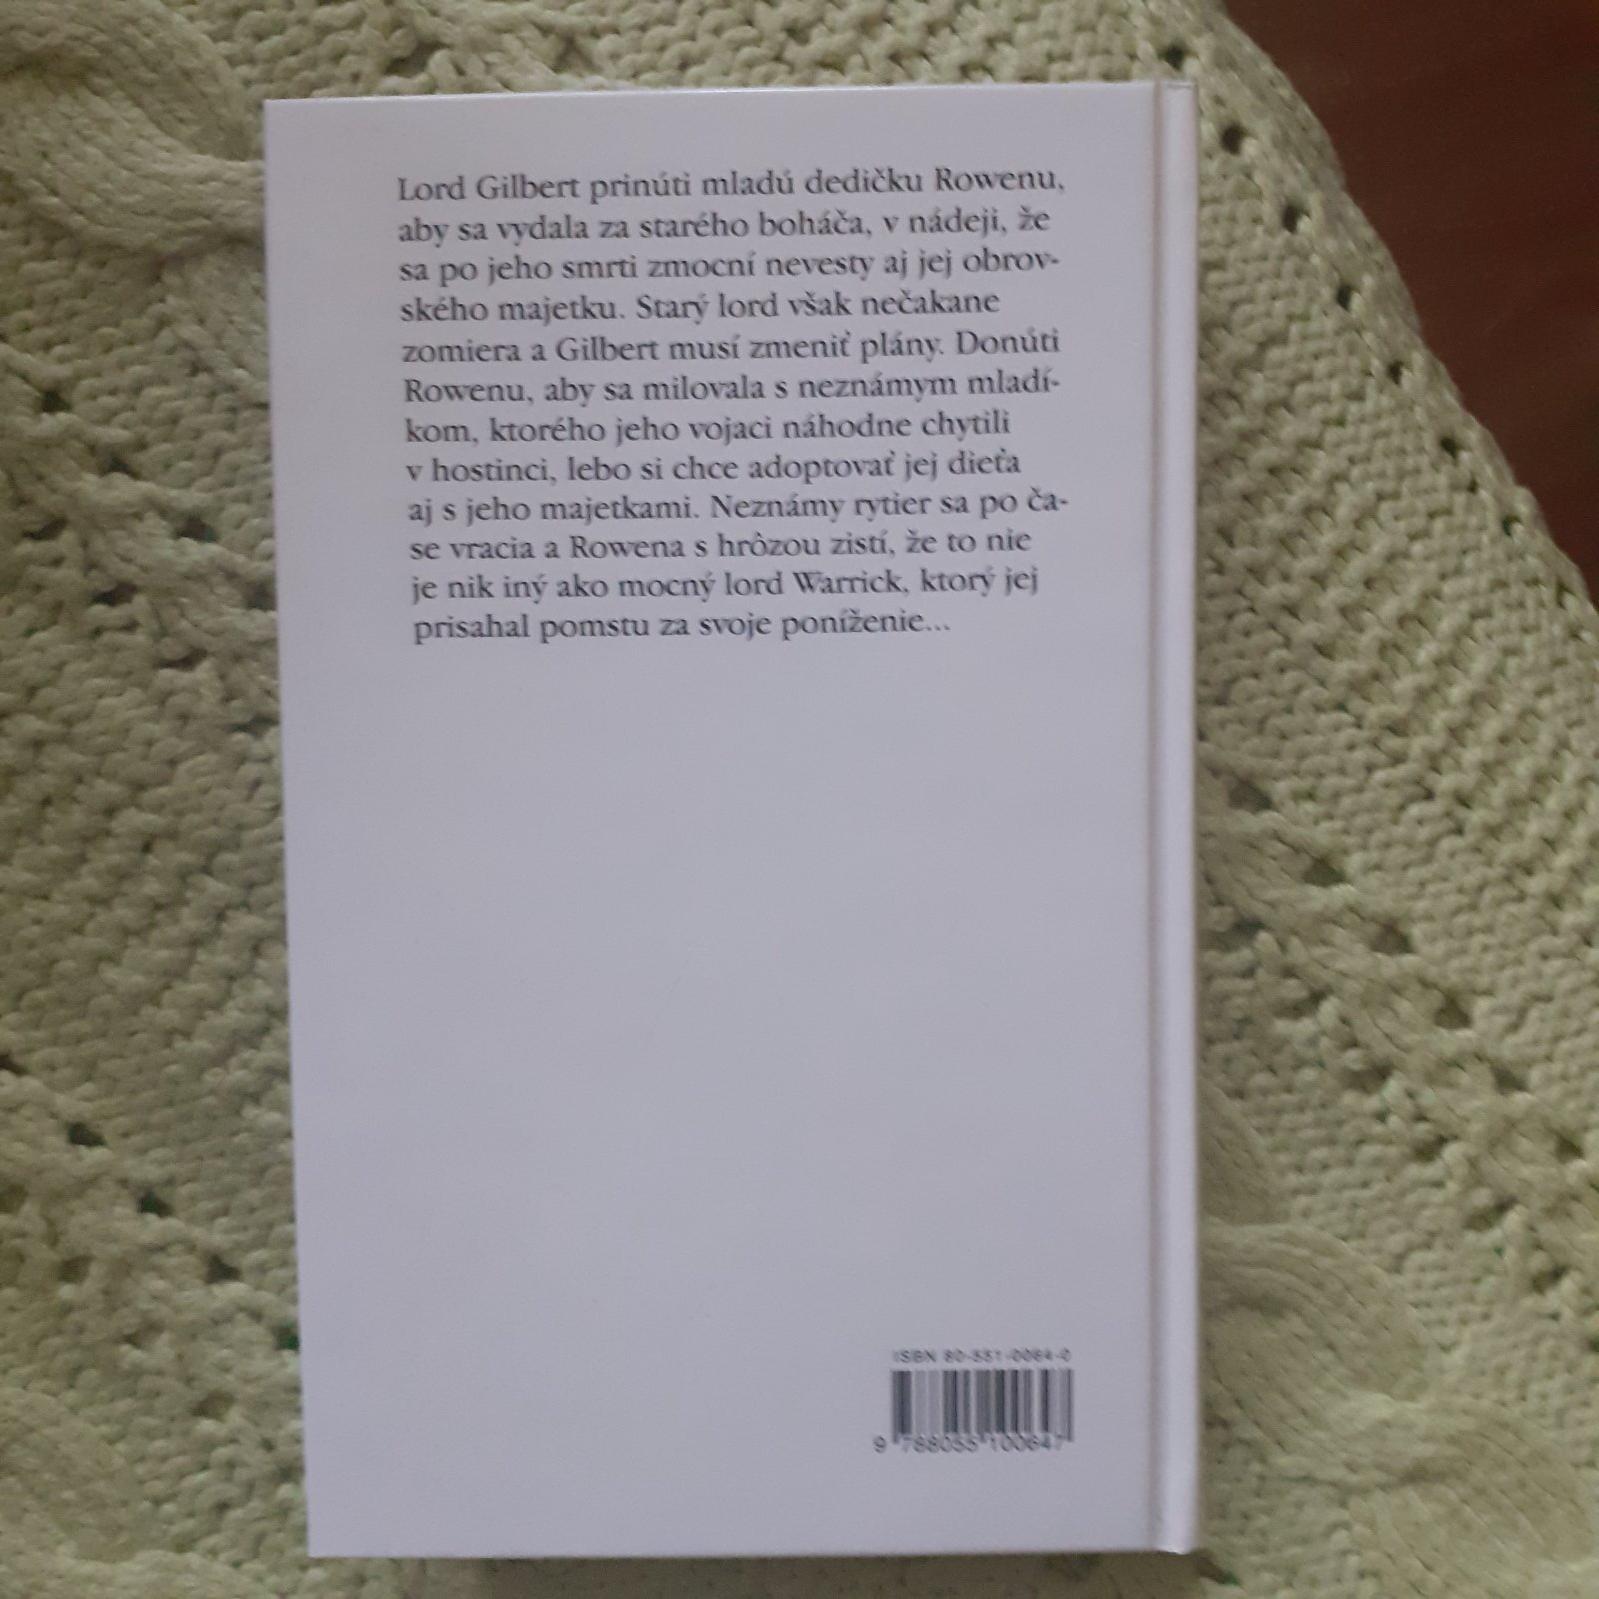 Lord Gilbert prinúti mladú dedičku Rowenu,
aby sa vydala za starého boháča, v nádeji, že
sa po jeho smrti zmocní nevesty aj jej obrov-
ského majetku. Starý lord však nečakane
zomiera a Gilbert musí zmeniť plány. Donúti
Rowenu, aby sa milovala s neznámym mladí-
kom, ktorého jeho vojaci náhodne chytili
v hostinci, lebo si chce adoptovať jej dieťa
aj s jeho majetkami. Neznámy rytier sa po ča-
se vracia a Rowena s hrôzou zistí, že to nie
je nik iný ako mocný lord Warrick, ktorý jej
prisahal pomstu za svoje poníženie...
ISBN 80-551-0064-0
9 788055 100647